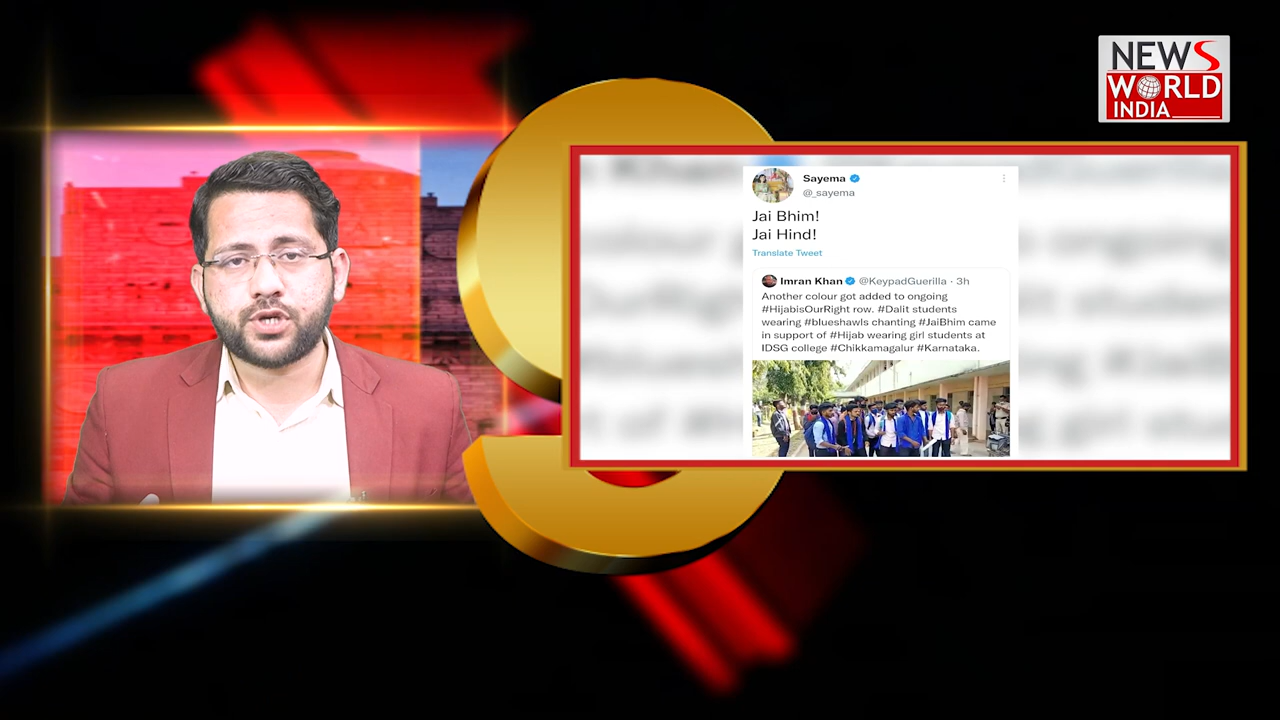 NEWS
WORLD
INDIA
Sayema
@_sayema
Jai Bhim!
Jai Hind!
Translate Tweet
Imran Khan @KeypadGuerilla · 3h
Another colour got added to ongoing
#HijabisOurRight row. #Dalit students
wearing #blueshawls chanting #JaiBhim came
in support of #Hijab wearing girl students at
IDSG college #Chikkamagalur #Karnataka.
9